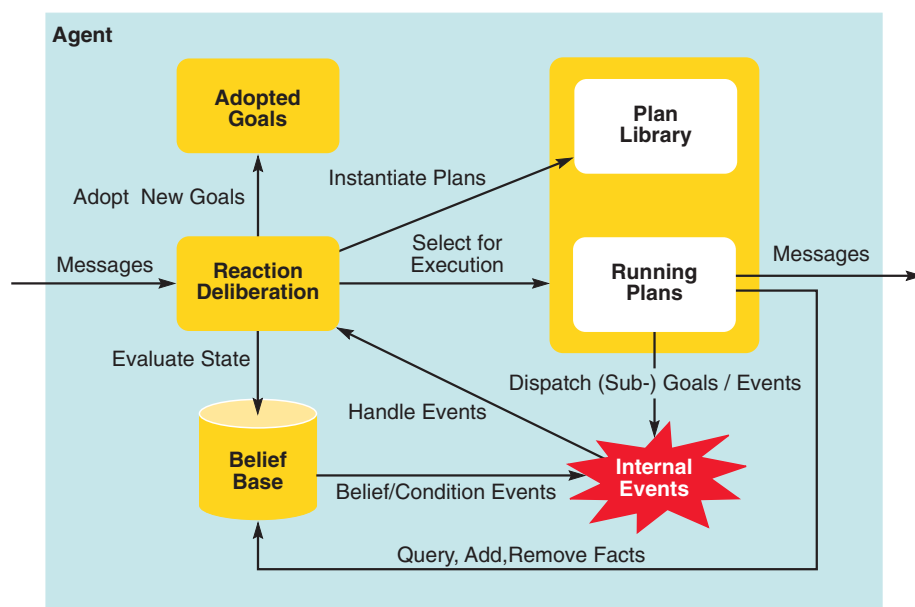 Agent
Adopted
Goals
Plan
Library
Instantiate Plans
Adopt New Goals
Select for
Execution
Messages
Reaction
Deliberation
Running
Plans
Messages
Evaluate State
Dispatch (Sub-) Goals / Events
Handle Events
Belief
Base
Internal
Events
Belief/Condition Events
Query, Add,Remove Facts